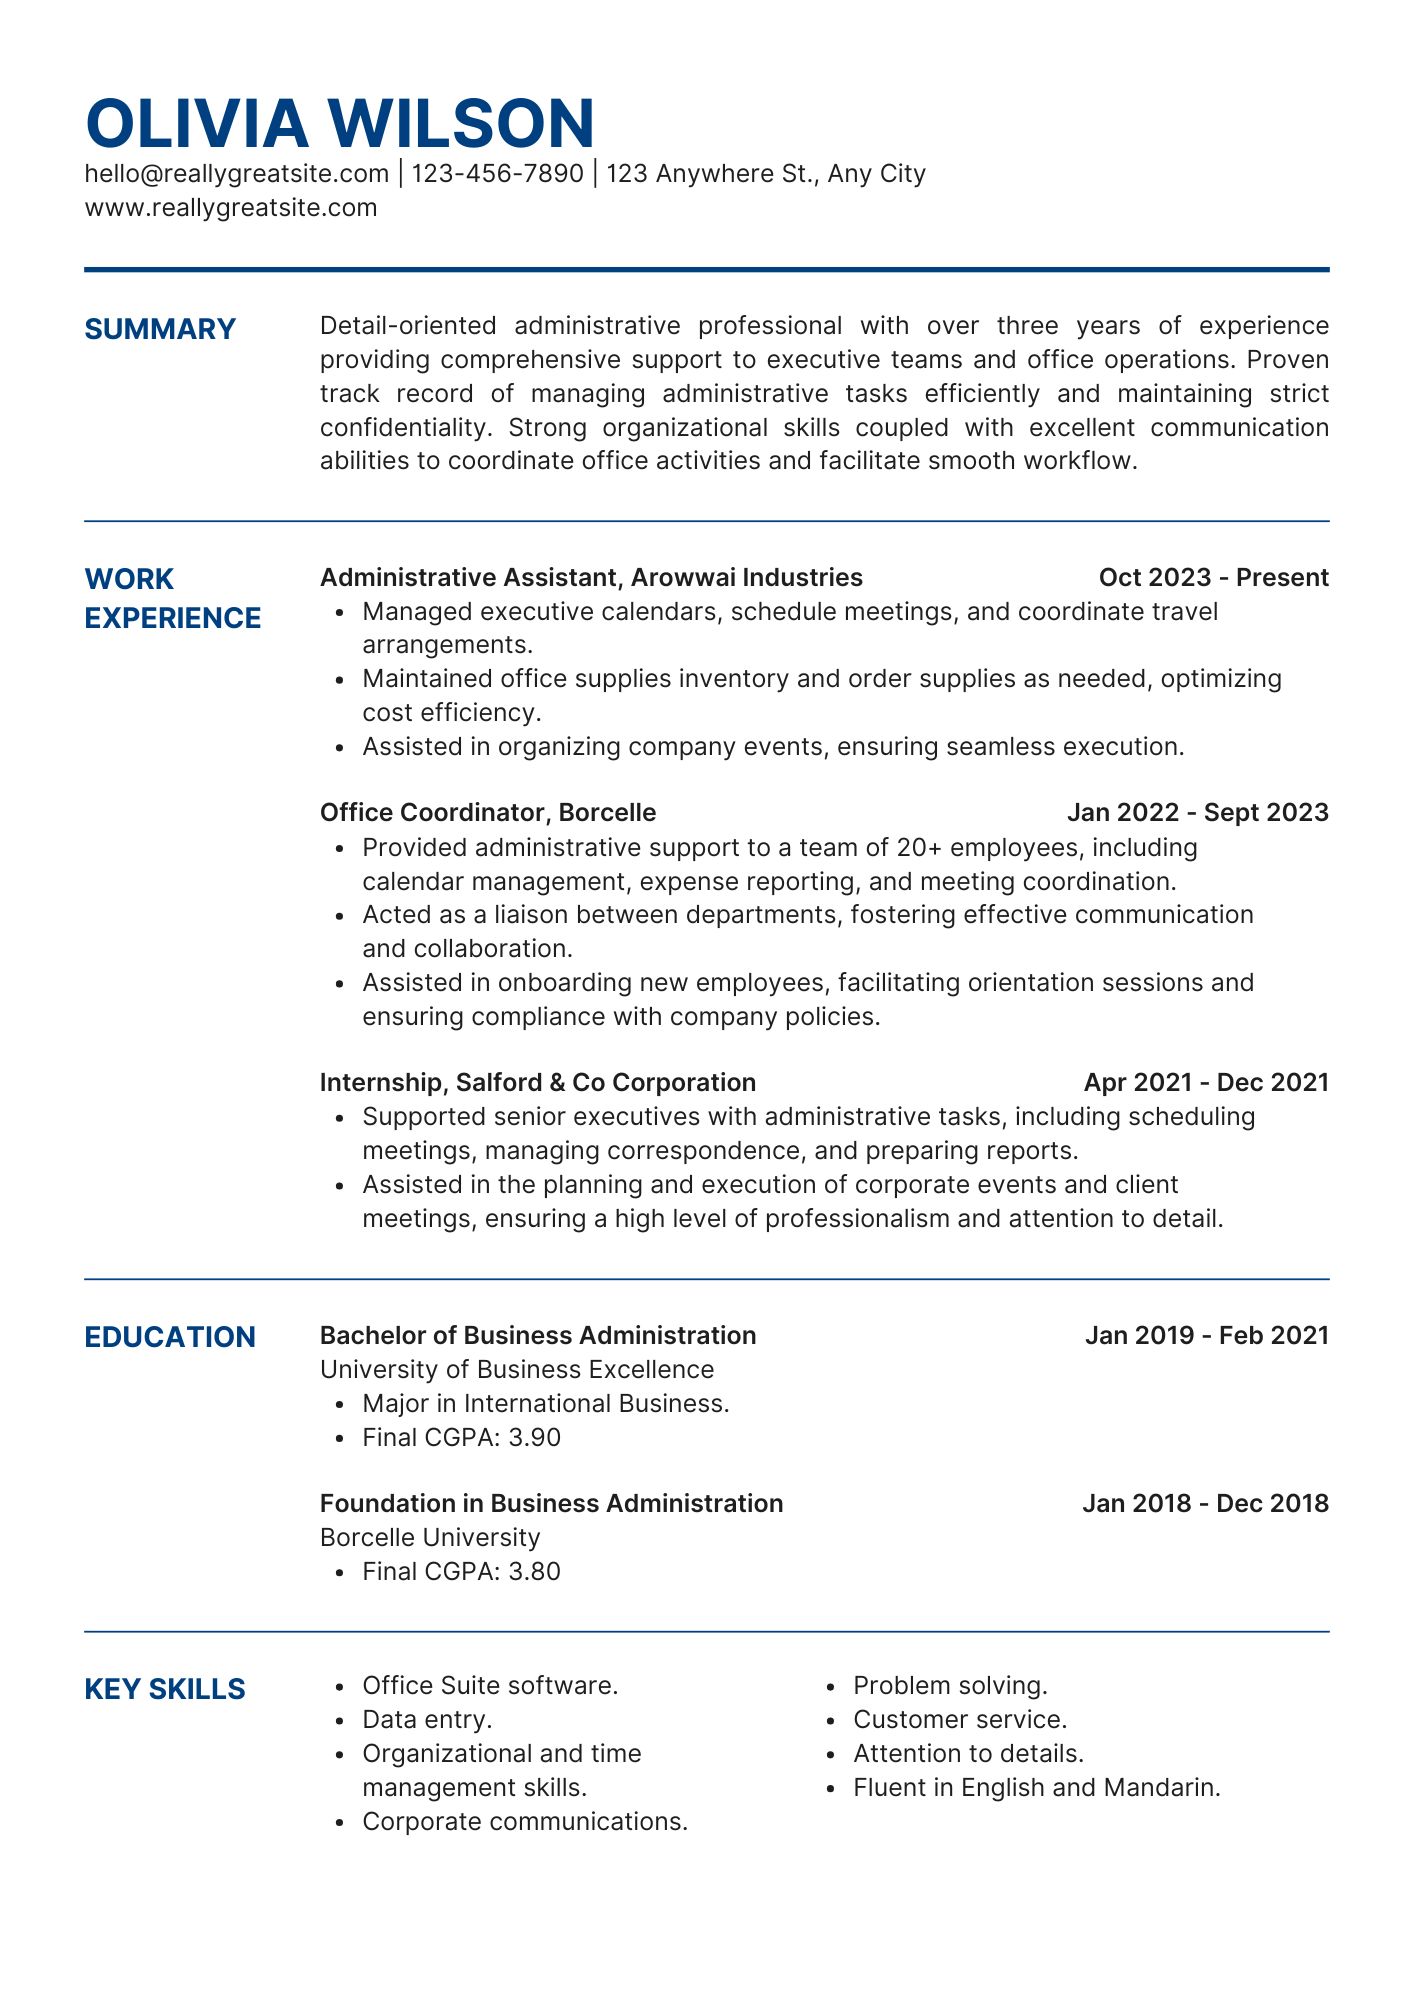 OLIVIA WILSON
hello@reallygreatsite.com | 123-456-7890 | 123 Anywhere St., Any City
www.reallygreatsite.com
SUMMARY
Detail-oriented administrative professional with over three years of experience
providing comprehensive support to executive teams and office operations. Proven
track record of managing administrative tasks efficiently and maintaining strict
confidentiality. Strong organizational skills coupled with excellent communication
abilities to coordinate office activities and facilitate smooth workflow.
WORK
EXPERIENCE
Administrative Assistant, Arowwai Industries Oct 2023 - Present
• Managed executive calendars, schedule meetings, and coordinate travel
arrangements.
• Maintained office supplies inventory and order supplies as needed, optimizing
cost efficiency.
• Assisted in organizing company events, ensuring seamless execution.
Office Coordinator, Borcelle Jan 2022 - Sept 2023
• Provided administrative support to a team of 20+ employees, including
calendar management, expense reporting, and meeting coordination.
• Acted as a liaison between departments, fostering effective communication
and collaboration.
• Assisted in onboarding new employees, facilitating orientation sessions and
ensuring compliance with company policies.
Internship, Salford & Co Corporation Apr 2021 - Dec 2021
• Supported senior executives with administrative tasks, including scheduling
meetings, managing correspondence, and preparing reports.
• Assisted in the planning and execution of corporate events and client
meetings, ensuring a high level of professionalism and attention to detail.
EDUCATION
Bachelor of Business Administration Jan 2019 - Feb 2021
University of Business Excellence
• Major in International Business.
• Final CGPA: 3.90
Foundation in Business Administration Jan 2018 - Dec 2018
Borcelle University
• Final CGPA: 3.80
KEY SKILLS
• Office Suite software.
• Data entry.
• Organizational and time
management skills.
• Corporate communications.
• Problem solving.
• Customer service.
• Attention to details.
• Fluent in English and Mandarin.